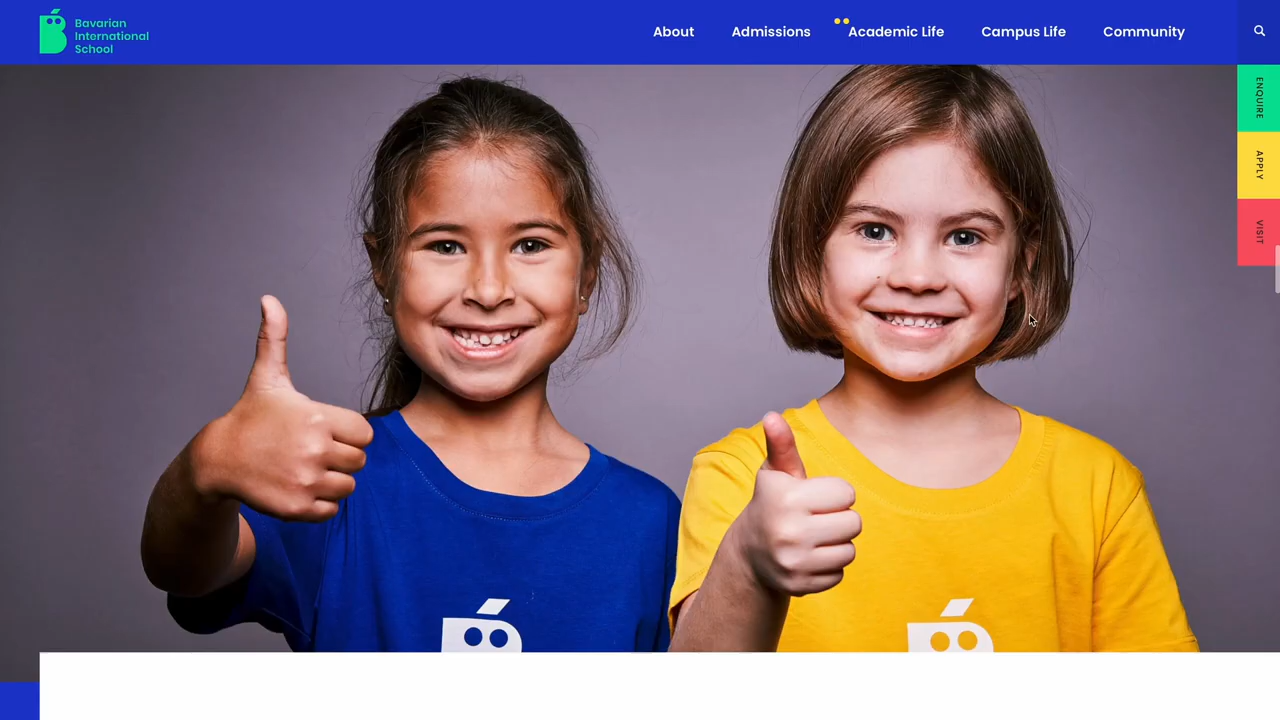 Bavarian
International
School
About
Admissions
Academic Life
Campus Life
Community
ENQUIRE
APPLY
VISIT